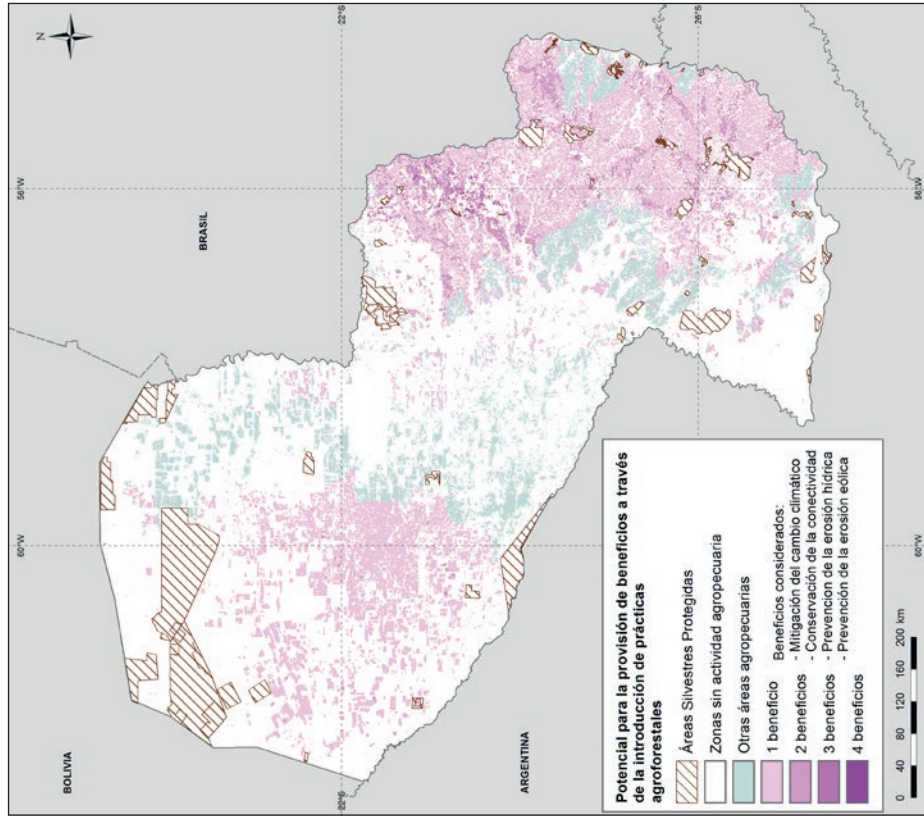 N
22°S
26°S
BOLIVIA
BRASIL
ARGENTINA
56°W
60°W
22°S
56°W
60°W
Potencial para la provisión de beneficios a través
de la introducción de prácticas
agroforestales
Áreas Silvestres Protegidas
Zonas sin actividad agropecuaria
Otras áreas agropecuarias
1 beneficio
2 beneficios
3 beneficios
4 beneficios
Beneficios considerados:
- Mitigación del cambio climático
- Conservación de la conectividad
- Prevencion de la erosión hídrica
- Prevención de la erosión eólica
0 40 80 120 160 200 km